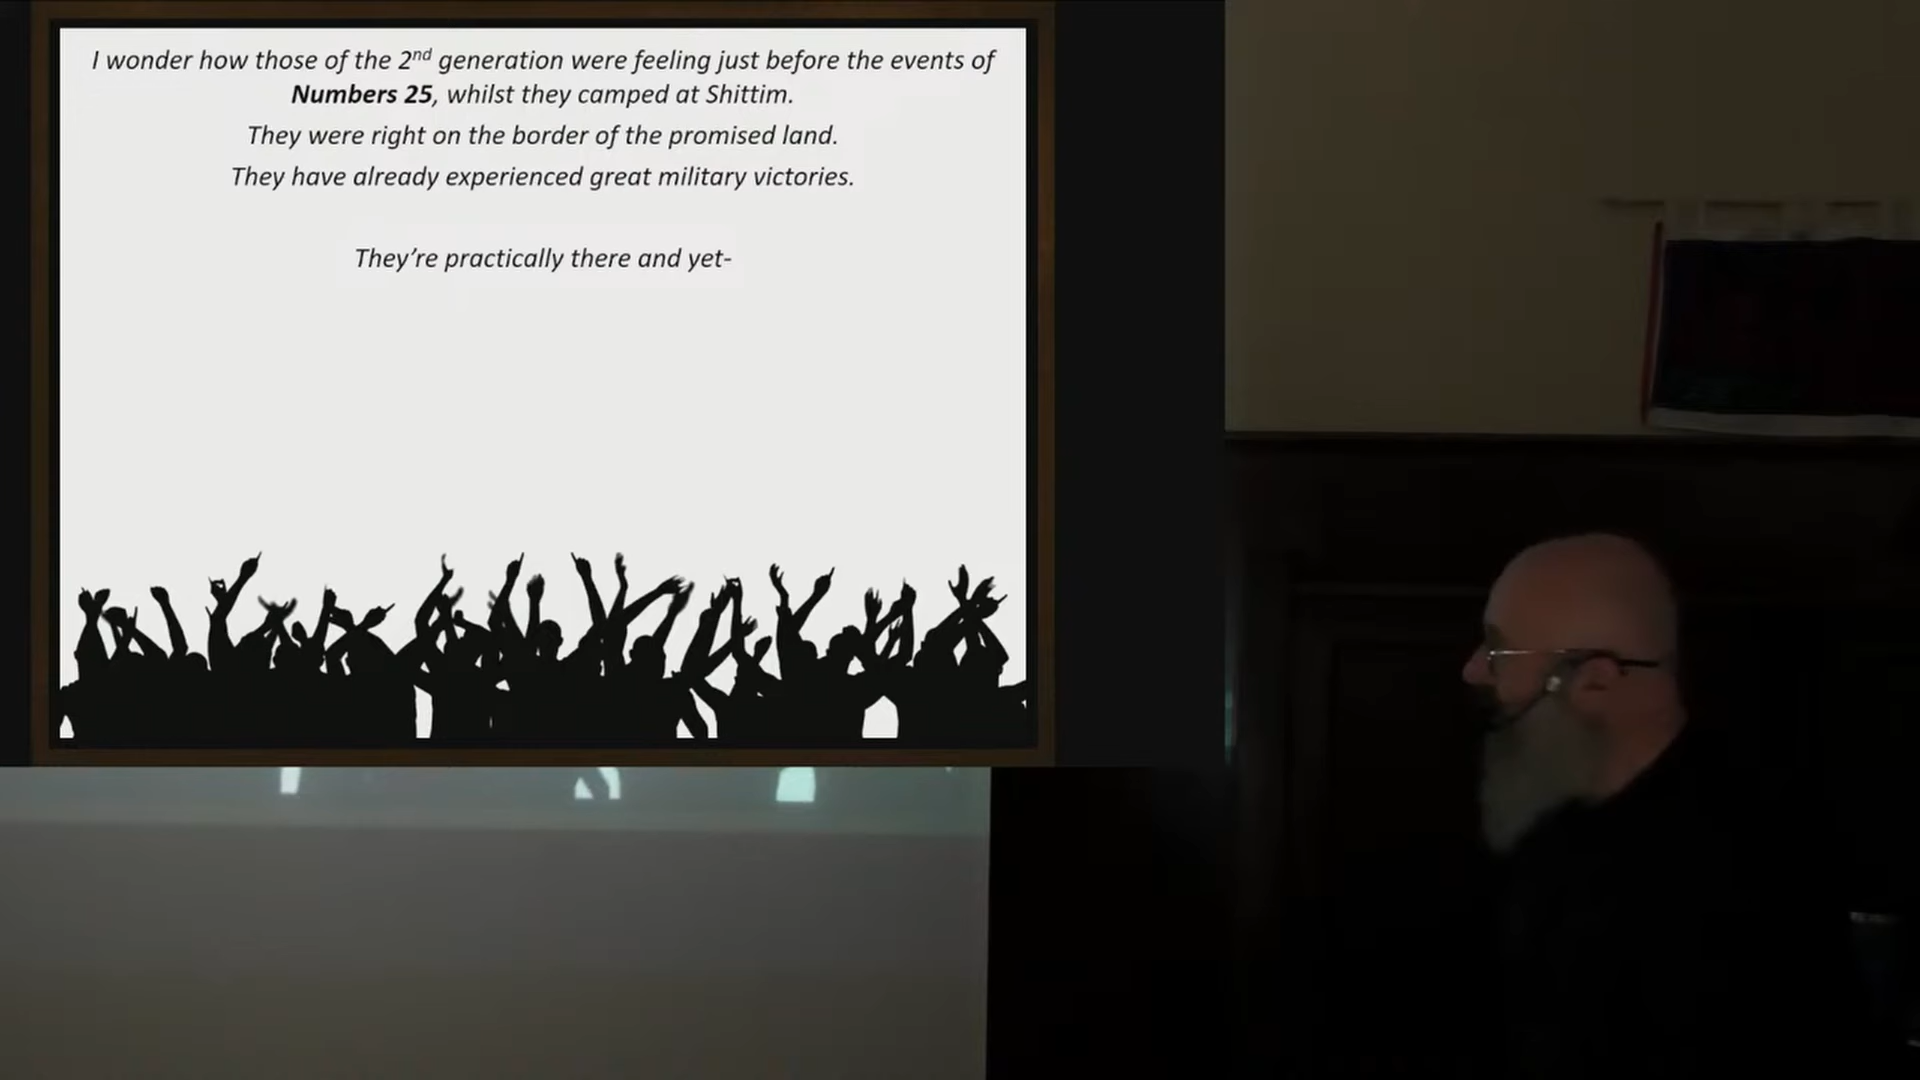 I wonder how those of the 2nd generation were feeling just before the events of
Numbers 25, whilst they camped at Shittim.
They were right on the border of the promised land.
They have already experienced great military victories.
They’re practically there and yet-